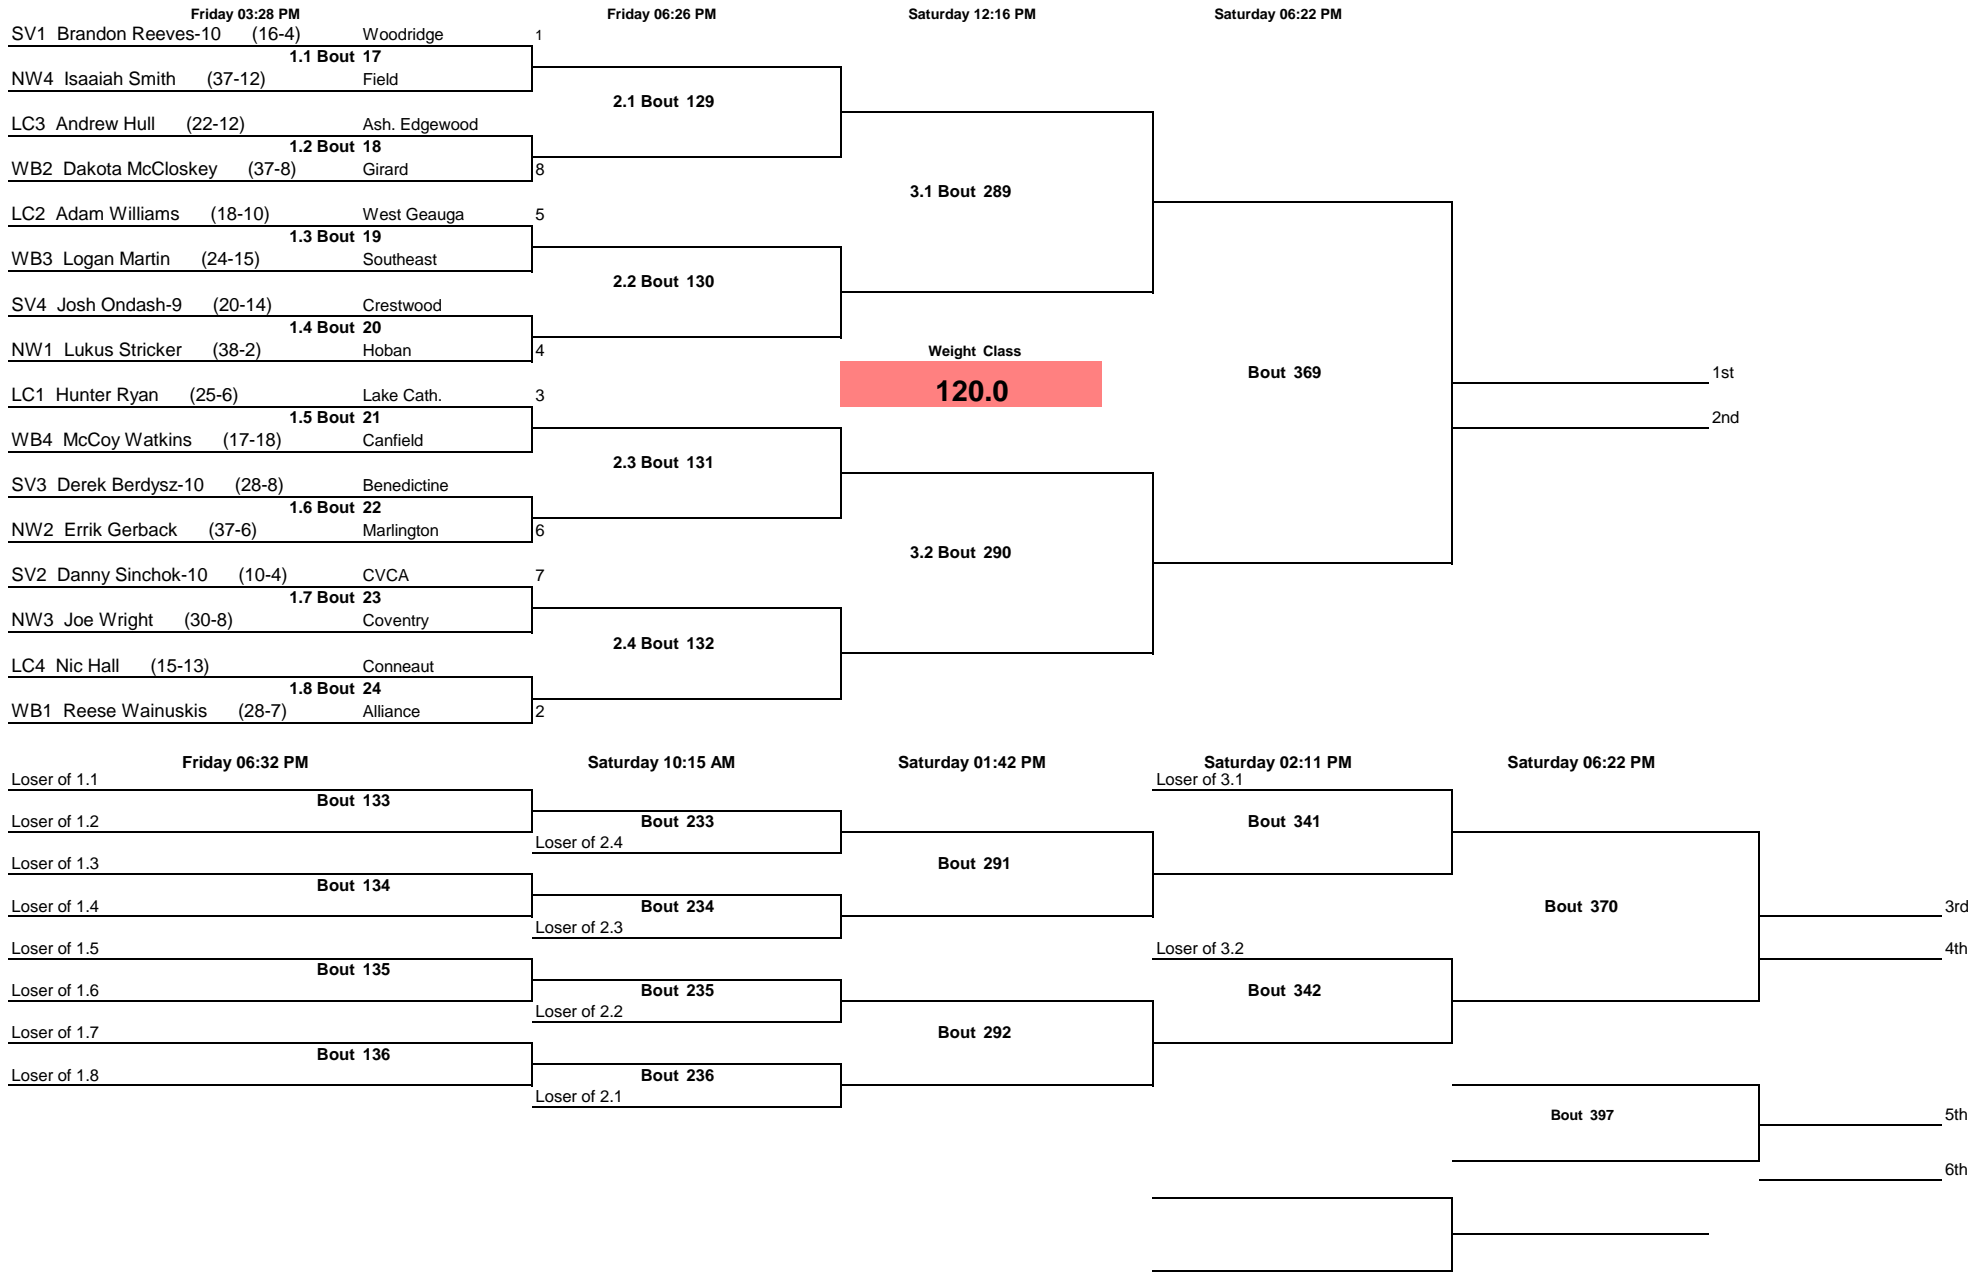 Friday 03:28 PM Friday 06:26 PM Saturday 12:16 PM Saturday 06:22 PM
SV1 Brandon Reeves-10 (16-4) Woodridge 1
1.1 Bout 17
NW4 Isaaiah Smith (37-12) Field
2.1 Bout 129
LC3 Andrew Hull (22-12) Ash. Edgewood
1.2 Bout 18
WB2 Dakota McCloskey (37-8) Girard 8
3.1 Bout 289
LC2 Adam Williams (18-10) West Geauga 5
1.3 Bout 19
WB3 Logan Martin (24-15) Southeast
2.2 Bout 130
SV4 Josh Ondash-9 (20-14) Crestwood
1.4 Bout 20
NW1 Lukus Stricker (38-2) Hoban 4 Weight Class
Bout 369 1st
LC1 Hunter Ryan (25-6) Lake Cath. 3 120.0
1.5 Bout 21 2nd
WB4 McCoy Watkins (17-18) Canfield
2.3 Bout 131
SV3 Derek Berdysz-10 (28-8) Benedictine
1.6 Bout 22
NW2 Errik Gerback (37-6) Marlington 6
3.2 Bout 290
SV2 Danny Sinchok-10 (10-4) CVCA 7
1.7 Bout 23
NW3 Joe Wright (30-8) Coventry
2.4 Bout 132
LC4 Nic Hall (15-13) Conneaut
1.8 Bout 24
WB1 Reese Wainuskis (28-7) Alliance 2
Friday 06:32 PM Saturday 10:15 AM Saturday 01:42 PM Saturday 02:11 PM Saturday 06:22 PM
Loser of 1.1 Loser of 3.1
Bout 133
Loser of 1.2 Bout 233 Bout 341
Loser of 2.4
Loser of 1.3 Bout 291
Bout 134
Loser of 1.4 Bout 234 Bout 370 3rd
Loser of 2.3
Loser of 1.5 Loser of 3.2 4th
Bout 135
Loser of 1.6 Bout 235 Bout 342
Loser of 2.2
Loser of 1.7 Bout 292
Bout 136
Loser of 1.8 Bout 236
Loser of 2.1
Bout 397 5th
6th